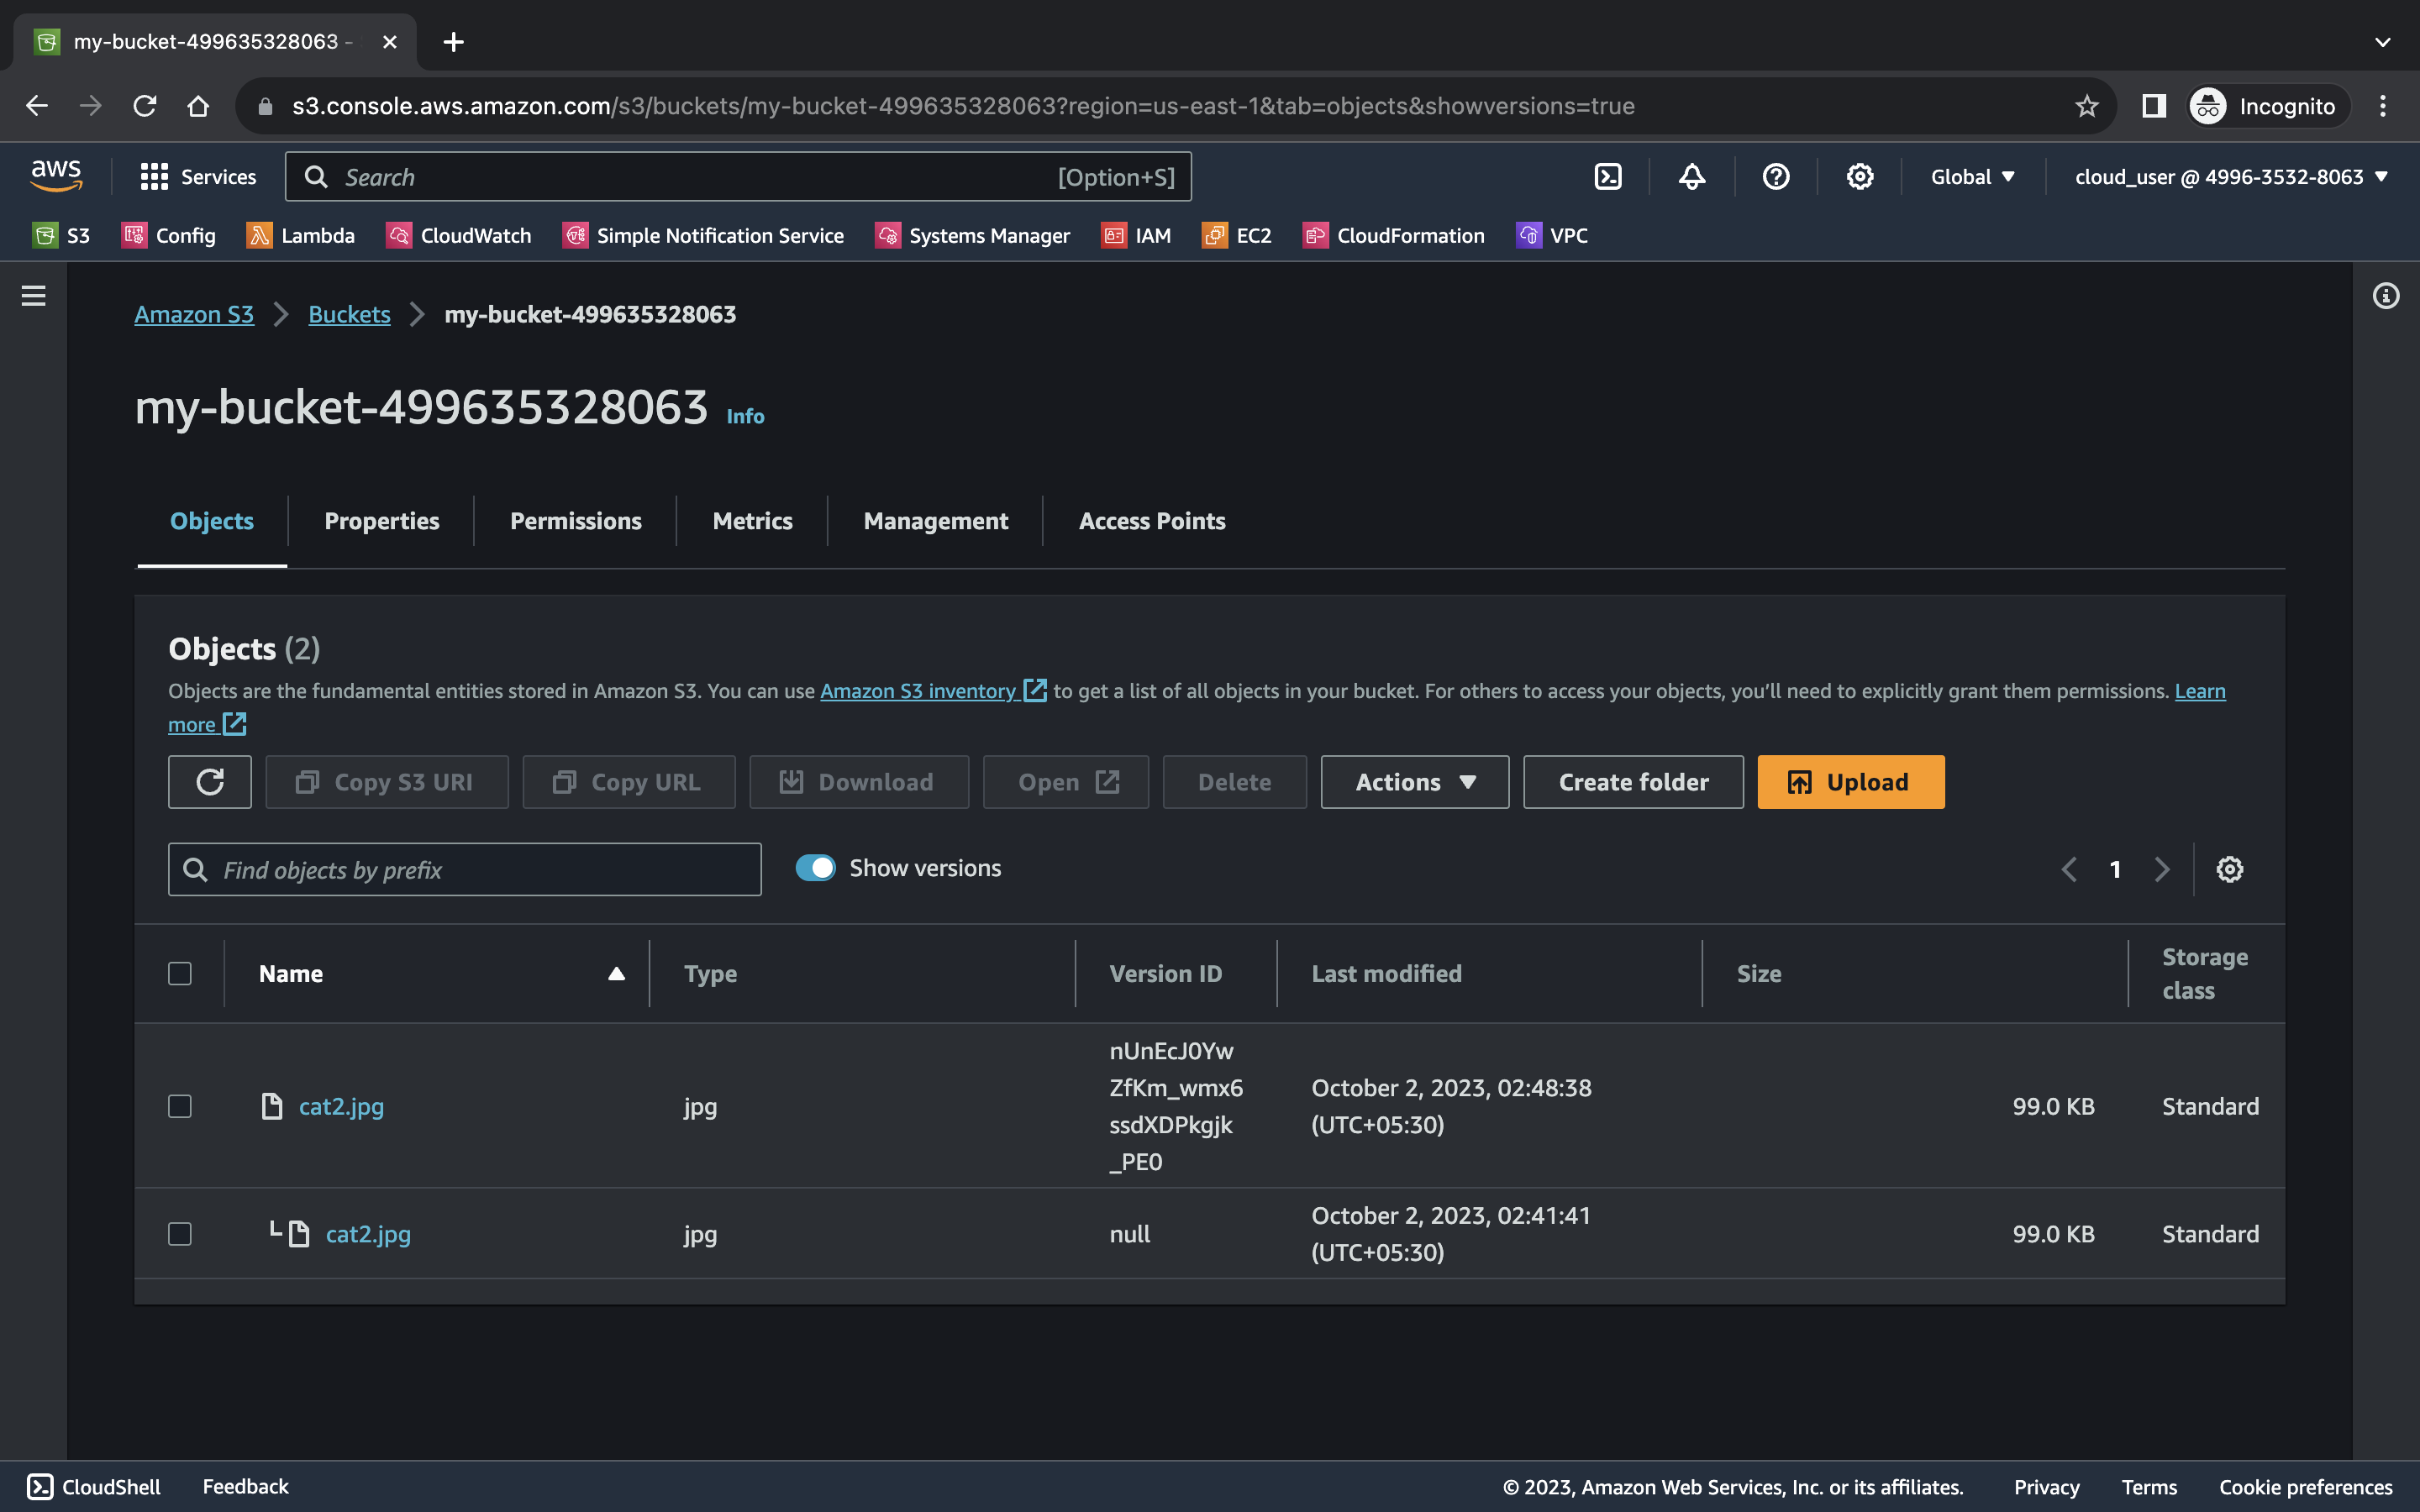 my-bucket-499635328063 -
s3.console.aws.amazon.com/s3/buckets/my-bucket-499635328063?region=us-east-1&tab=objects&showversions=true
Incognito
aws
Services
Search
[Option+S]
Global
cloud_user @ 4996-3532-8063
S3
Config
Lambda
CloudWatch
Simple Notification Service
Systems Manager
IAM
EC2
CloudFormation
VPC
Amazon S3
Buckets
my-bucket-499635328063
my-bucket-499635328063 Info
Objects
Properties
Permissions
Metrics
Management
Access Points
Objects (2)
Objects are the fundamental entities stored in Amazon S3. You can use Amazon S3 inventory to get a list of all objects in your bucket. For others to access your objects, you'll need to explicitly grant them permissions. Learn
more
Copy S3 URI
Copy URL
Download
Open
Delete
Actions
Create folder
Upload
Find objects by prefix
Show versions
1
Name
Type
Version ID
Last modified
Size
Storage
class
cat2.jpg
jpg
nUnEcJ0Yw
ZfKm_wmx6
ssdXDPkgjk
_PE0
October 2, 2023, 02:48:38
(UTC+05:30)
99.0 KB
Standard
cat2.jpg
jpg
null
October 2, 2023, 02:41:41
(UTC+05:30)
99.0 KB
Standard
CloudShell
Feedback
© 2023, Amazon Web Services, Inc. or its affiliates.
Privacy
Terms
Cookie preferences